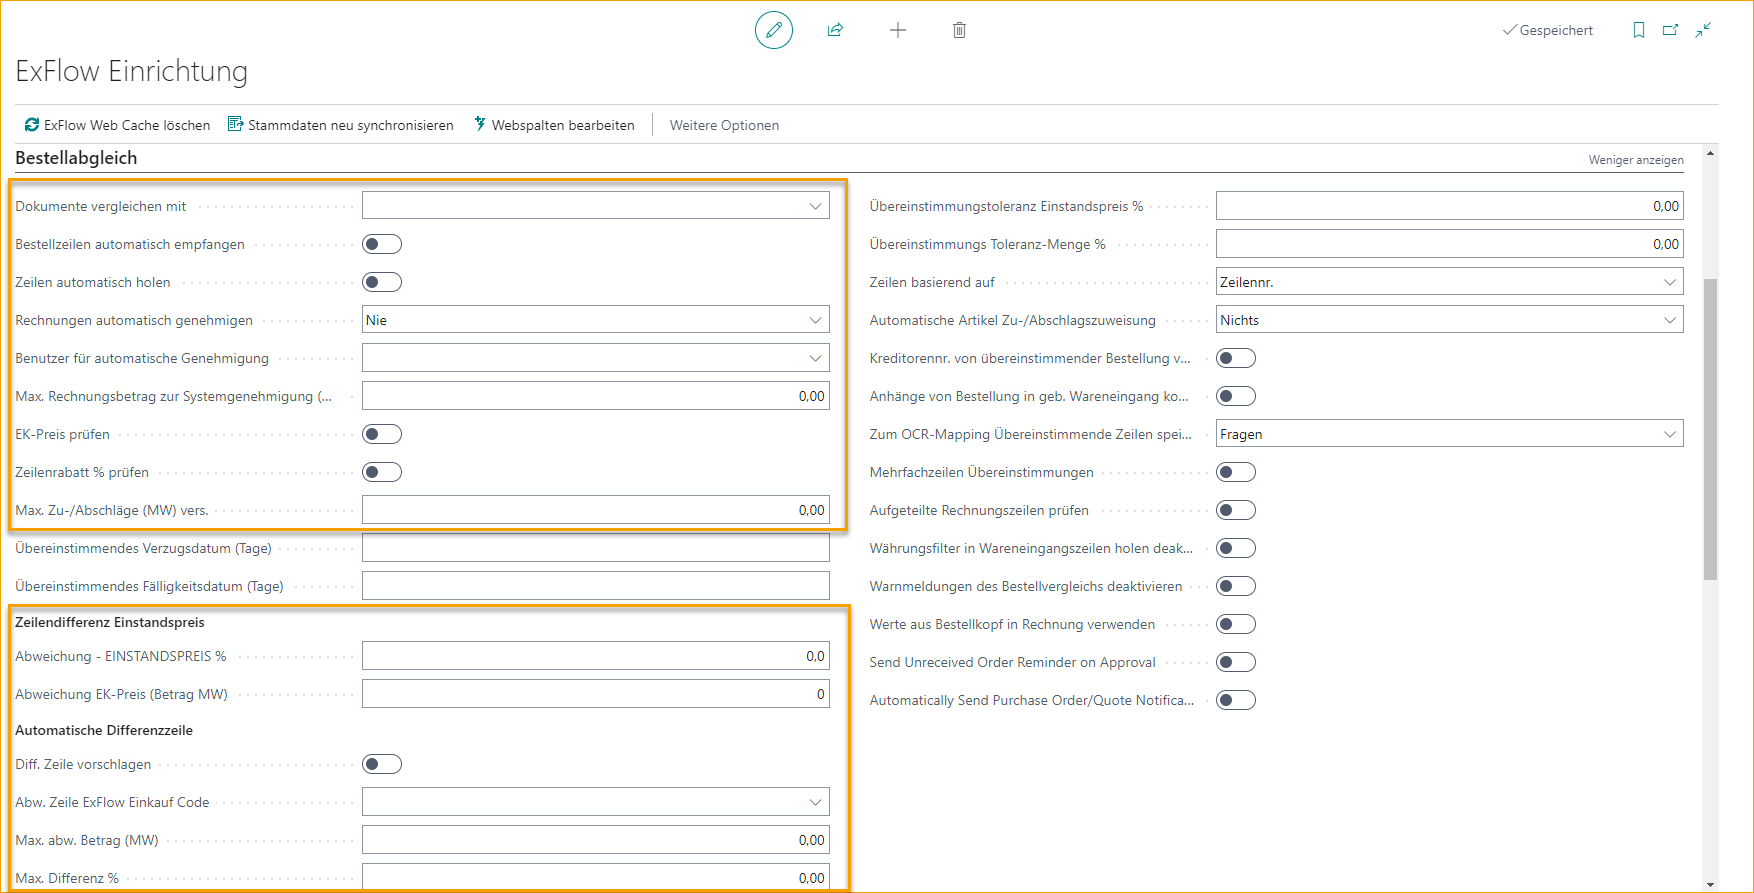 Gespeichert
ExFlow Einrichtung
ExFlow Web Cache löschen Stammdaten neu synchronisieren Webspalten bearbeiten Weitere Optionen
Bestellabgleich
Weniger anzeigen
Dokumente vergleichen mit
Bestellzeilen automatisch empfangen
Zeilen automatisch holen
Rechnungen automatisch genehmigen Nie
Benutzer für automatische Genehmigung
Max. Rechnungsbetrag zur Systemgenehmigung (... 0,00
EK-Preis prüfen
Zeilenrabatt % prüfen
Max. Zu-/Abschläge (MW) vers. 0,00
Übereinstimmendes Verzugsdatum (Tage)
Übereinstimmendes Fälligkeitsdatum (Tage)
Zeilendifferenz Einstandspreis
Abweichung - EINSTANDSPREIS % 0,0
Abweichung EK-Preis (Betrag MW) 0
Automatische Differenzzeile
Diff. Zeile vorschlagen
Abw. Zeile ExFlow Einkauf Code
Max. abw. Betrag (MW) 0,00
Max. Differenz % 0,00
Übereinstimmungstoleranz Einstandspreis % 0,00
Übereinstimmungs Toleranz-Menge % 0,00
Zeilen basierend auf Zeilennr.
Automatische Artikel Zu-/Abschlagszuweisung Nichts
Kreditorennr. von übereinstimmender Bestellung v...
Anhänge von Bestellung in geb. Wareneingang ko...
Zum OCR-Mapping Übereinstimmende Zeilen spei... Fragen
Mehrfachzeilen Übereinstimmungen
Aufgeteilte Rechnungszeilen prüfen
Währungsfilter in Wareneingangszeilen holen deak...
Warnmeldungen des Bestellvergleichs deaktivieren
Werte aus Bestellkopf in Rechnung verwenden
Send Unreceived Order Reminder on Approval
Automatically Send Purchase Order/Quote Notifica...